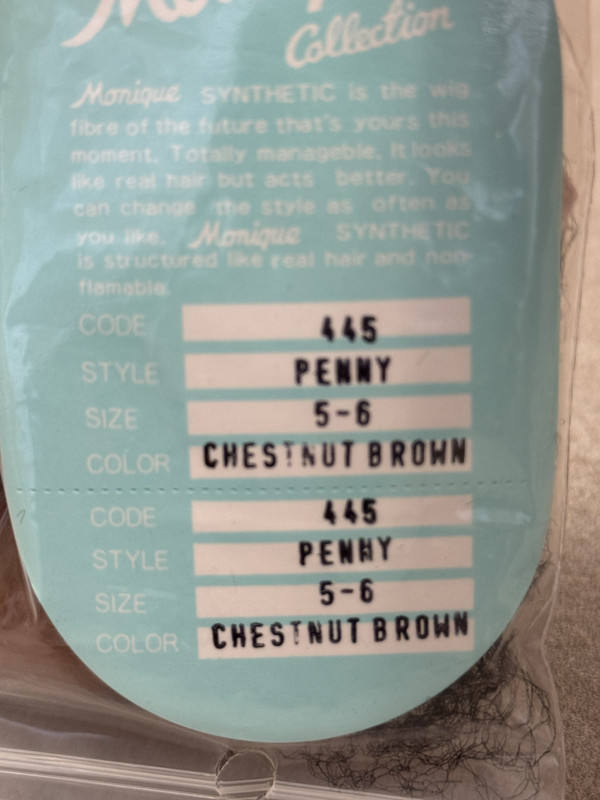 Collection
Monique SYNTHETIC is the wig
fibre of the future that's yours this
moment. Totally managebie. It looks
like real hair but acts better. You
can change the style as often as
you like. Monique SYNTHETIC
is structured like real hair and non-
flamable.
CODE 445
STYLE PENNY
SIZE 5-6
COLOR CHESTNUT BROWN
CODE 445
STYLE PENNY
SIZE 5-6
COLOR CHESTNUT BROWN